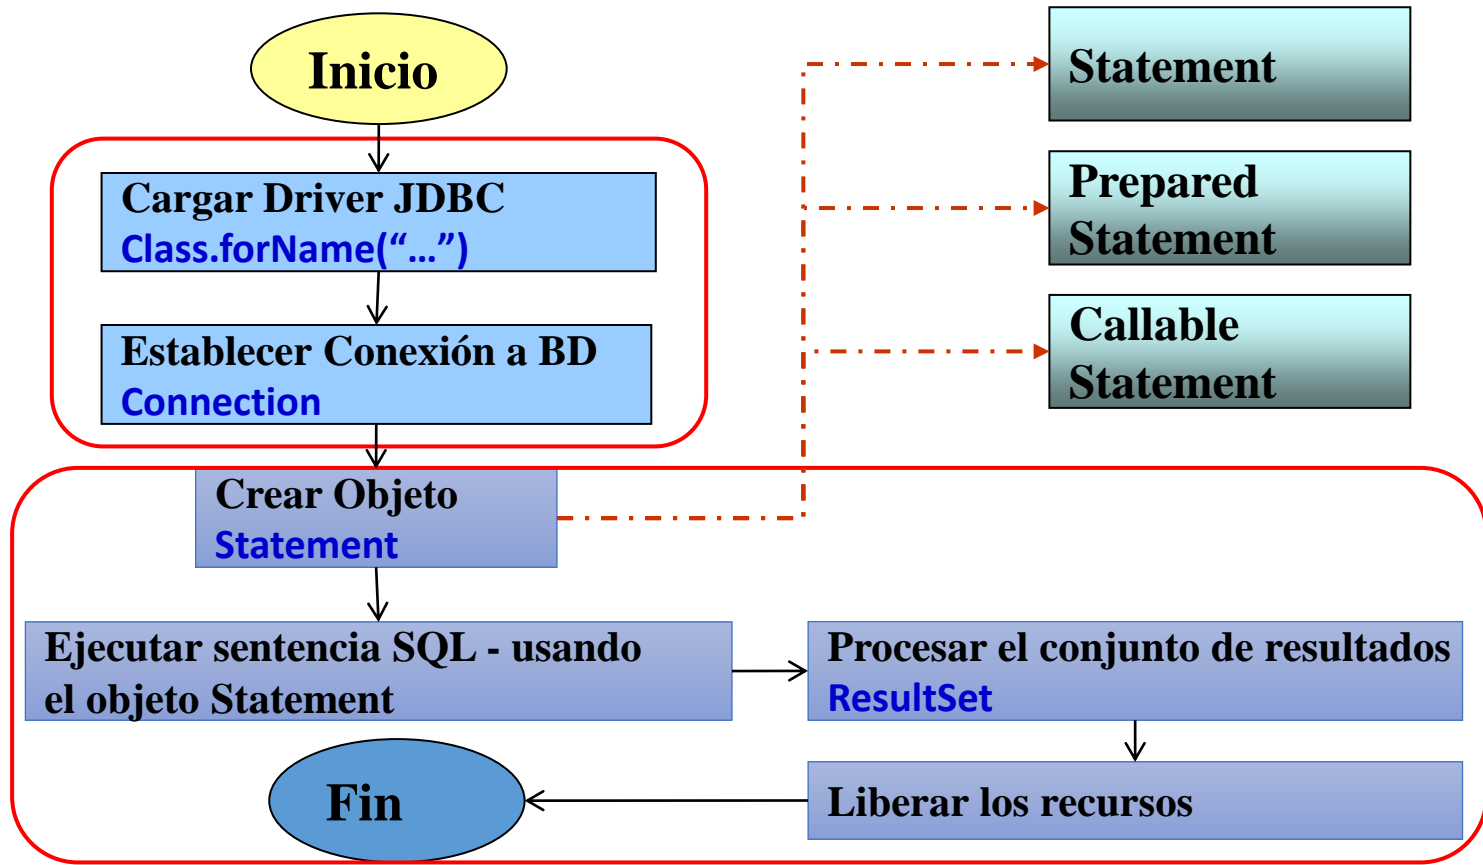 Inicio
Cargar Driver JDBC
Class.forName(“…”)
Establecer Conexión a BD
Connection
Statement
Prepared
Statement
Callable
Statement
Crear Objeto
Statement
Ejecutar sentencia SQL - usando
el objeto Statement
Procesar el conjunto de resultados
ResultSet
Liberar los recursos
Fin